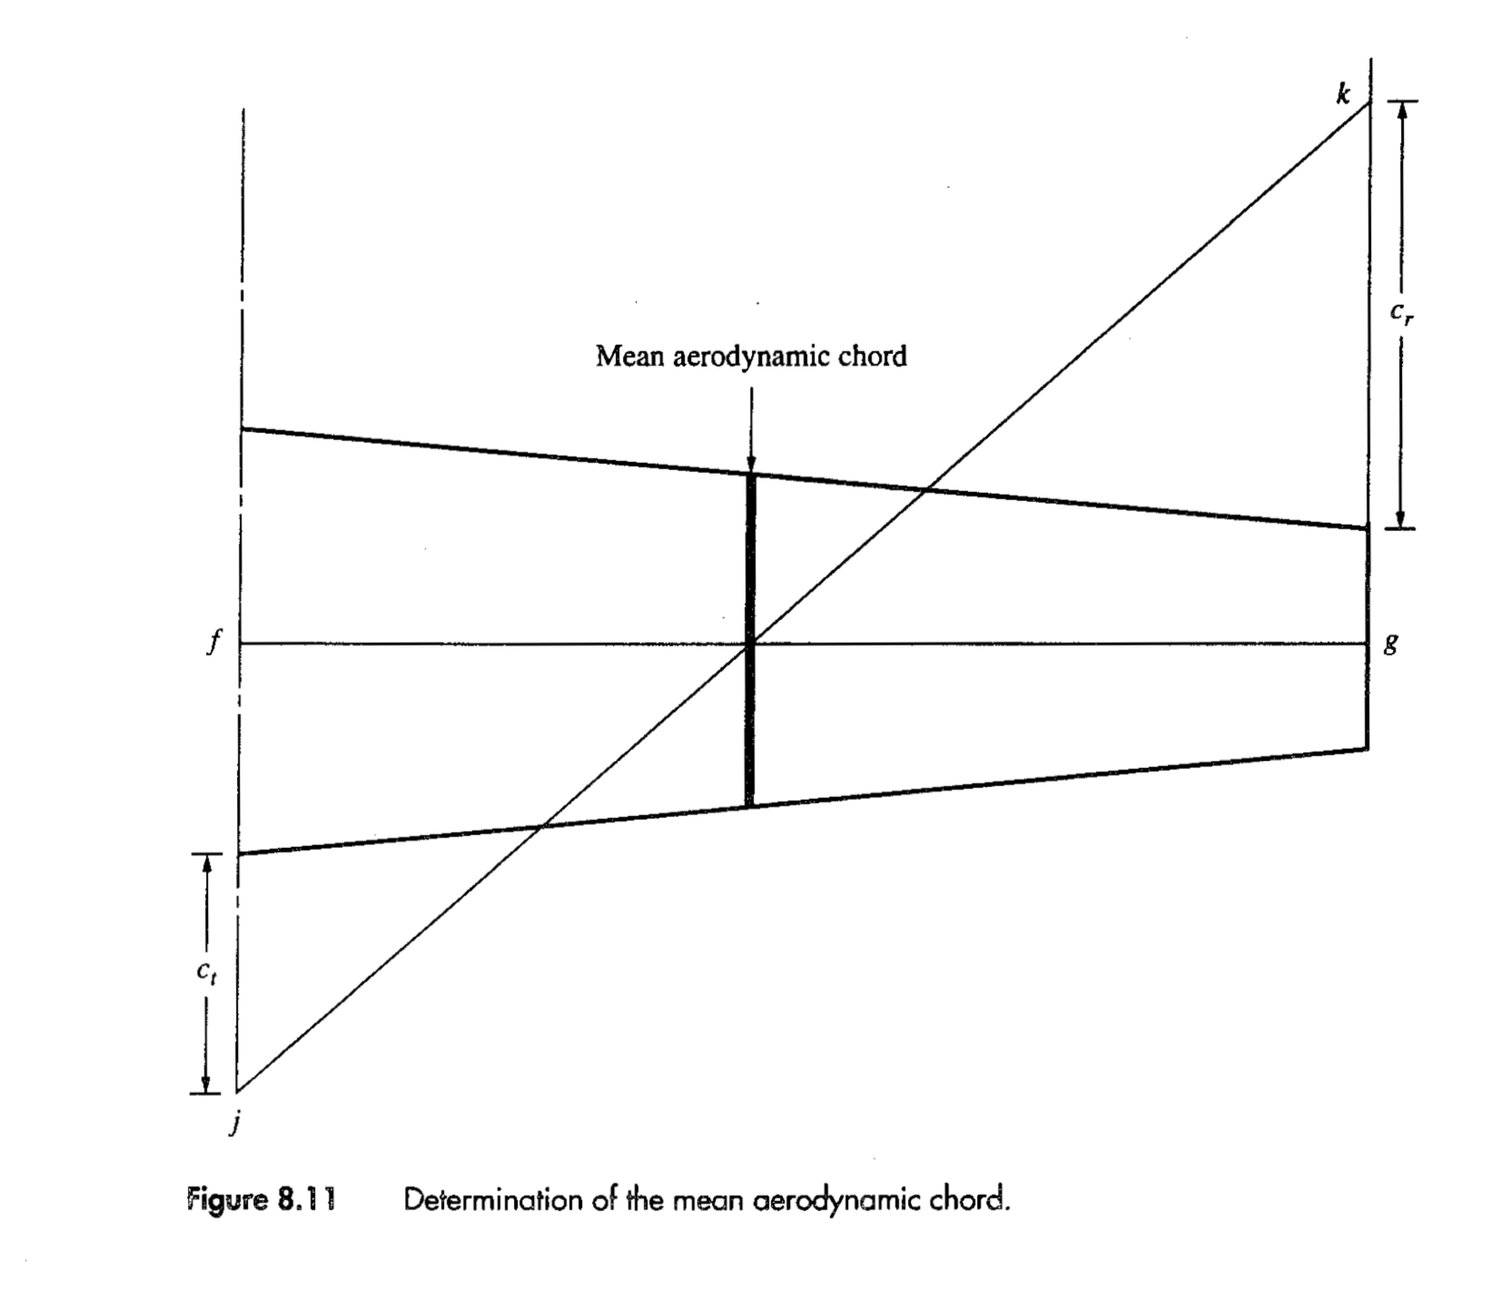 k
c_r
Mean aerodynamic chord
f
g
c_t
j
Figure 8.11 Determination of the mean aerodynamic chord.